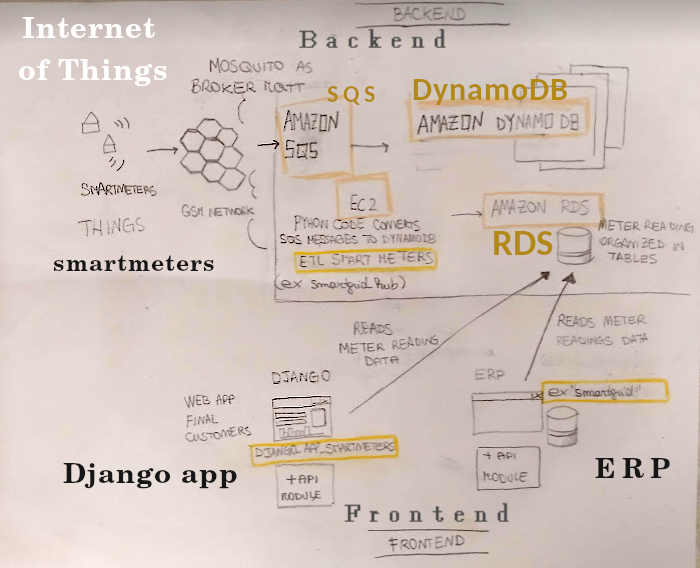 BACKEND
Internet
of Things
Backend
MOSQUITO AS
BROKER MQTT
SQS
DynamoDB
AMAZON
SQS
AMAZON DYNAMO DB
SMARTMETERS
THINGS
smartmeters
GSM NETWORK
EC2
PYHON CODE CONVERTS
SQS MESSAGES TO DYNAMODB
ETL SMART METERS
(ex smartgrid hub)
AMAZON RDS
RDS
METER READING
ORGANIZED IN
TABLES
READS
METER READING
DATA
READS METER
READINGS DATA
DJANGO
WEB APP
FINAL
CUSTOMERS
DJANGO APP SMARTMETERS
+API
MODULE
Django app
ERP
ex "smartgrid"
+ API
MODULE
ERP
Frontend
FRONTEND